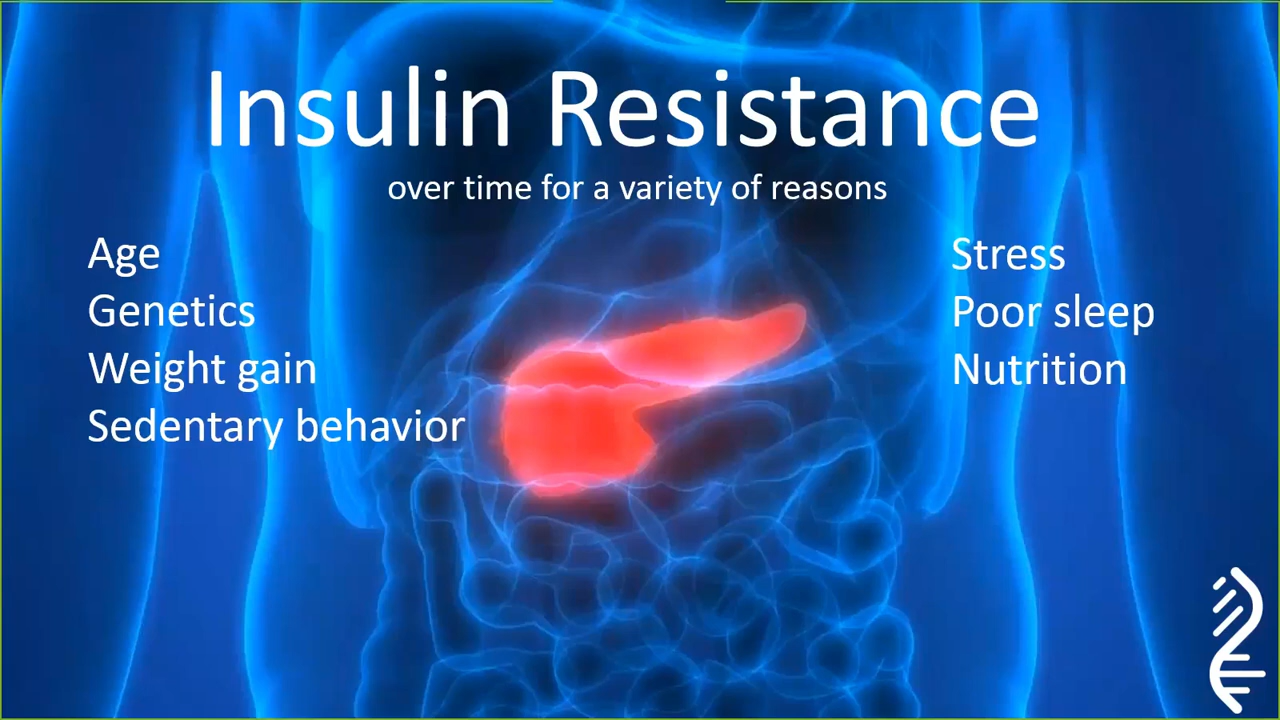 Insulin Resistance
over time for a variety of reasons
Age
Genetics
Weight gain
Sedentary behavior
Stress
Poor sleep
Nutrition